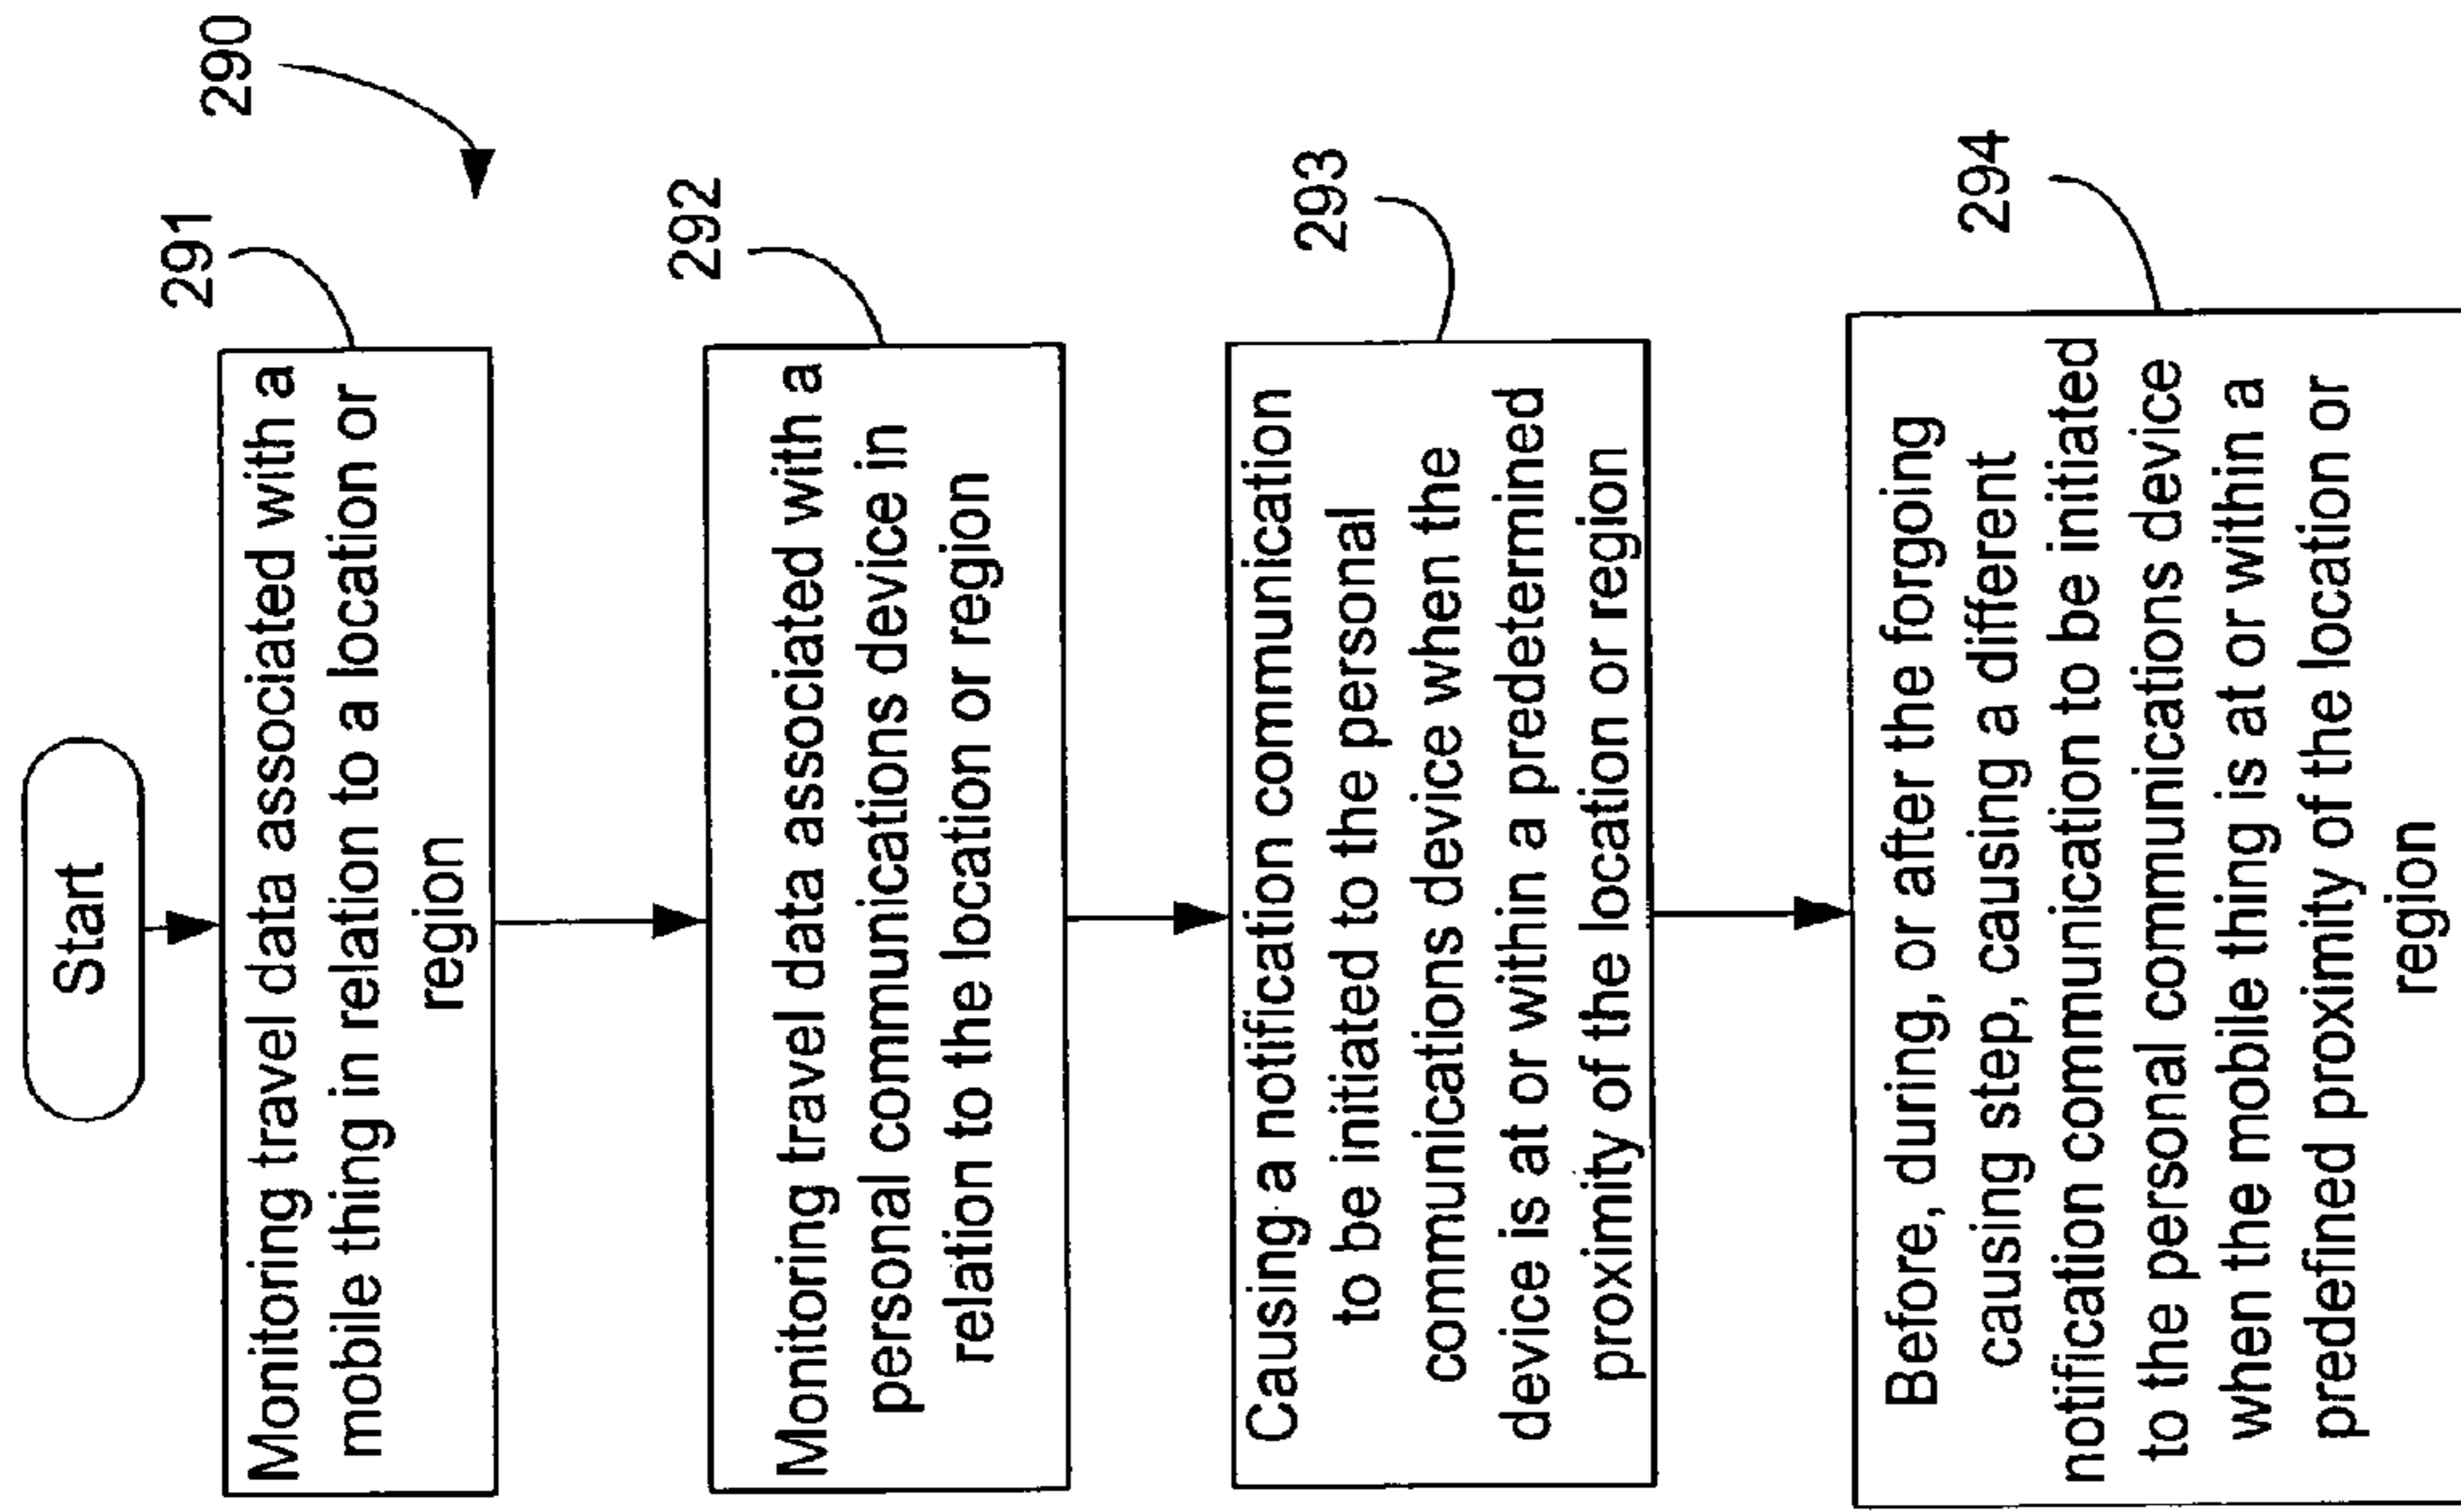 Start
290
291
Monitoring travel data associated with a
mobile thing in relation to a location or
region
292
Monitoring travel data associated with a
personal communications device in
relation to the location or region
293
Causing a notification communication
to be initiated to the personal
communications device when the
device is at or within a predetermined
proximity of the location or region
294
Before, during, or after the forgoing
causing step, causing a different
notification communication to be initiated
to the personal communications device
when the mobile thing is at or within a
predefined proximity of the location or
region